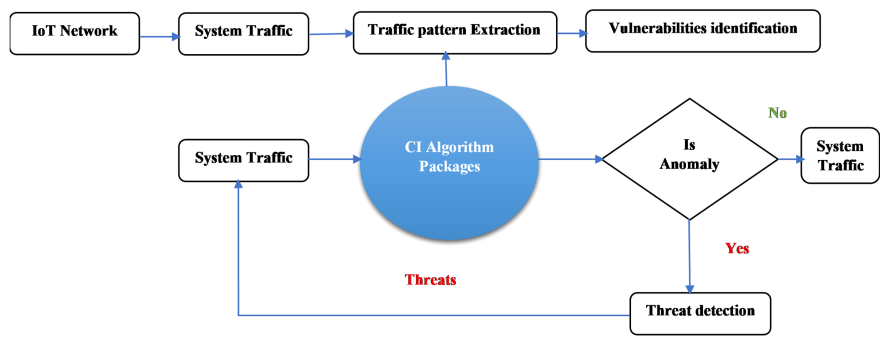 IoT Network
System Traffic
Traffic pattern Extraction
Vulnerabilities identification
System Traffic
CI Algorithm
Packages
Is
Anomaly
No
System
Traffic
Yes
Threats
Threat detection